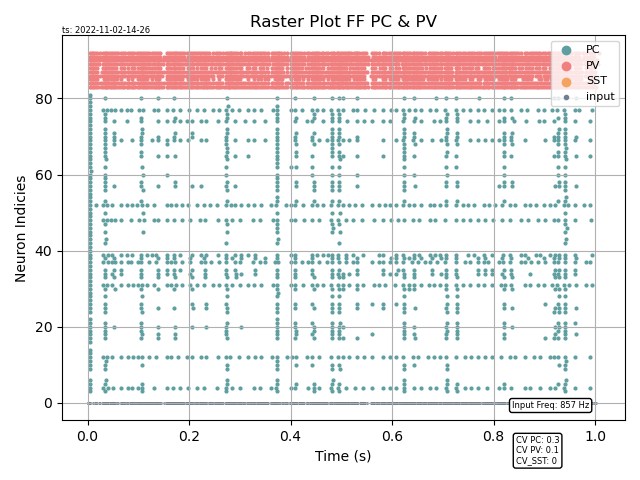 Raster Plot FF PC & PV
ts: 2022-11-02-14-26
PC
PV
SST
input
80
60
40
20
0
Neuron Indicies
0.0 0.2 0.4 0.6 0.8 1.0
Time (s)
Input Freq: 857 Hz
CV PC: 0.3
CV PV: 0.1
CV_SST: 0